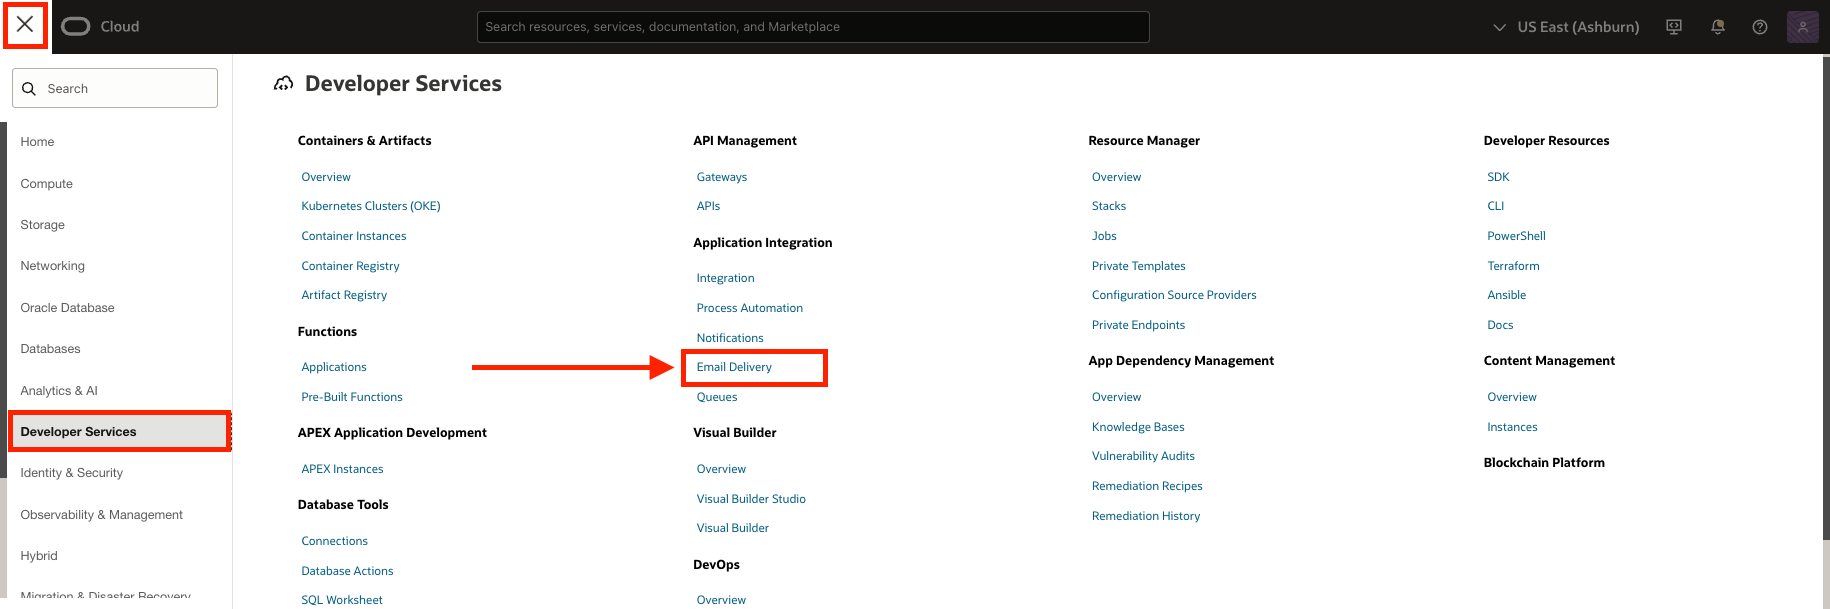 Cloud
Search resources, services, documentation, and Marketplace
US East (Ashburn)
Search
Home
Compute
Storage
Networking
Oracle Database
Databases
Analytics & AI
Developer Services
Identity & Security
Observability & Management
Hybrid
Migration & Disaster Recovery
Developer Services
Containers & Artifacts
Overview
Kubernetes Clusters (OKE)
Container Instances
Container Registry
Artifact Registry
Functions
Applications
Pre-Built Functions
APEX Application Development
APEX Instances
Database Tools
Connections
Database Actions
SQL Worksheet
API Management
Gateways
APIs
Application Integration
Integration
Process Automation
Notifications
Email Delivery
Queues
Visual Builder
Overview
Visual Builder Studio
Visual Builder
DevOps
Overview
Resource Manager
Overview
Stacks
Jobs
Private Templates
Configuration Source Providers
Private Endpoints
App Dependency Management
Overview
Knowledge Bases
Vulnerability Audits
Remediation Recipes
Remediation History
Developer Resources
SDK
CLI
PowerShell
Terraform
Ansible
Docs
Content Management
Overview
Instances
Blockchain Platform